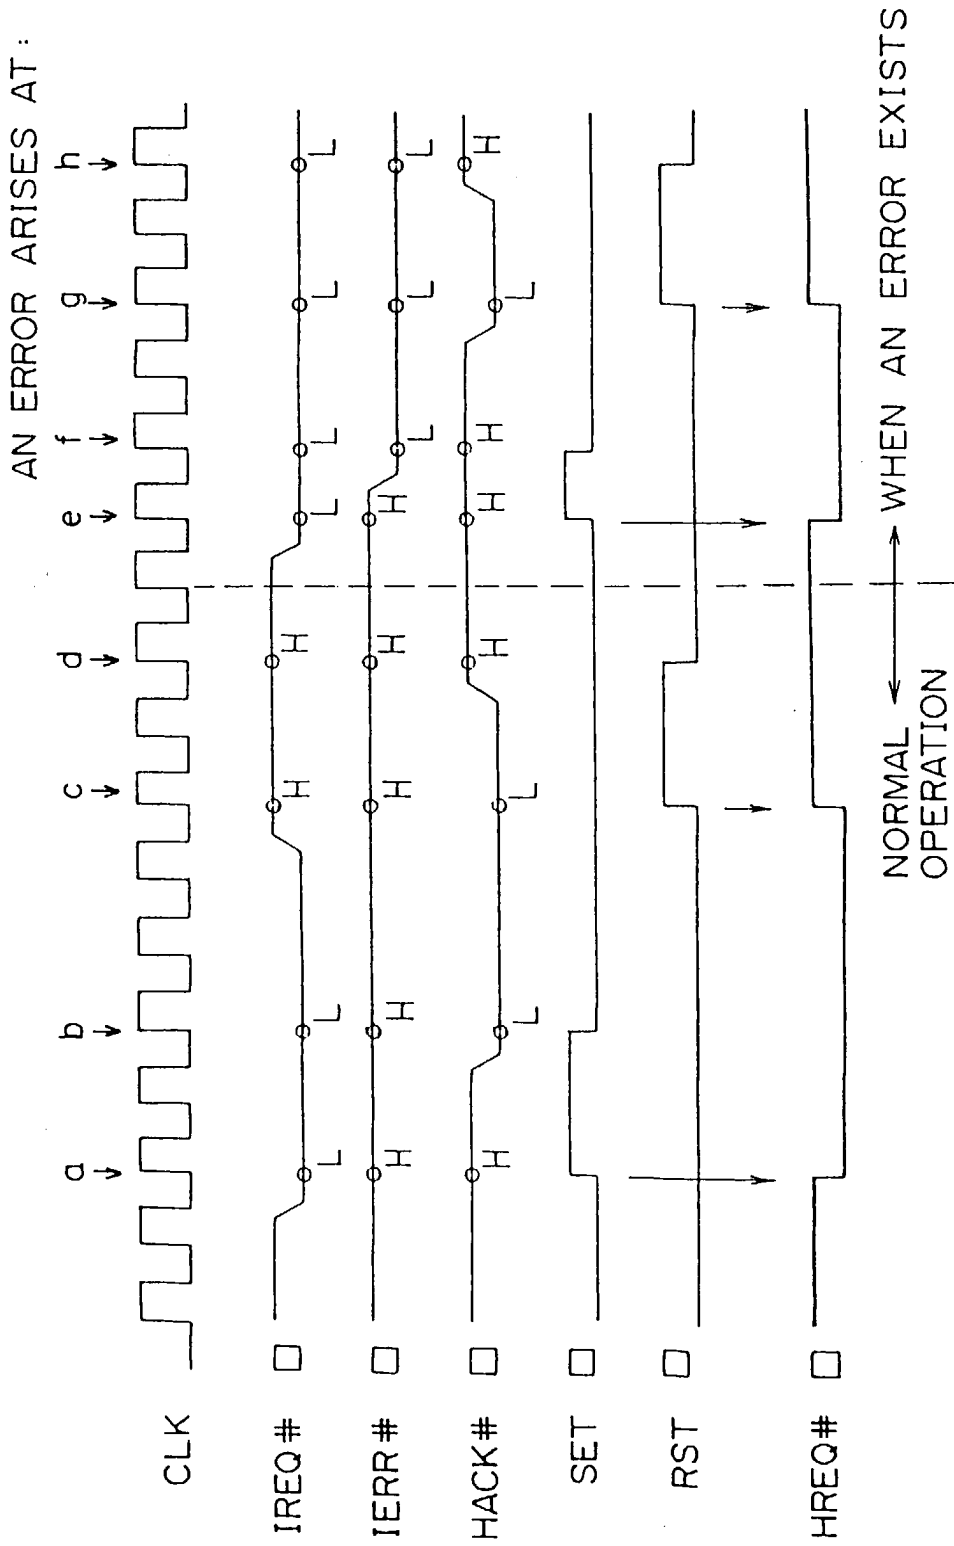 AN ERROR ARISES AT :
a b c d e f g h
CLK
IREQ# L L H H L L L L
IERR# H H H H H L L L
HACK# H L L H H H L H
SET
RST
HREQ#
NORMAL OPERATION
WHEN AN ERROR EXISTS